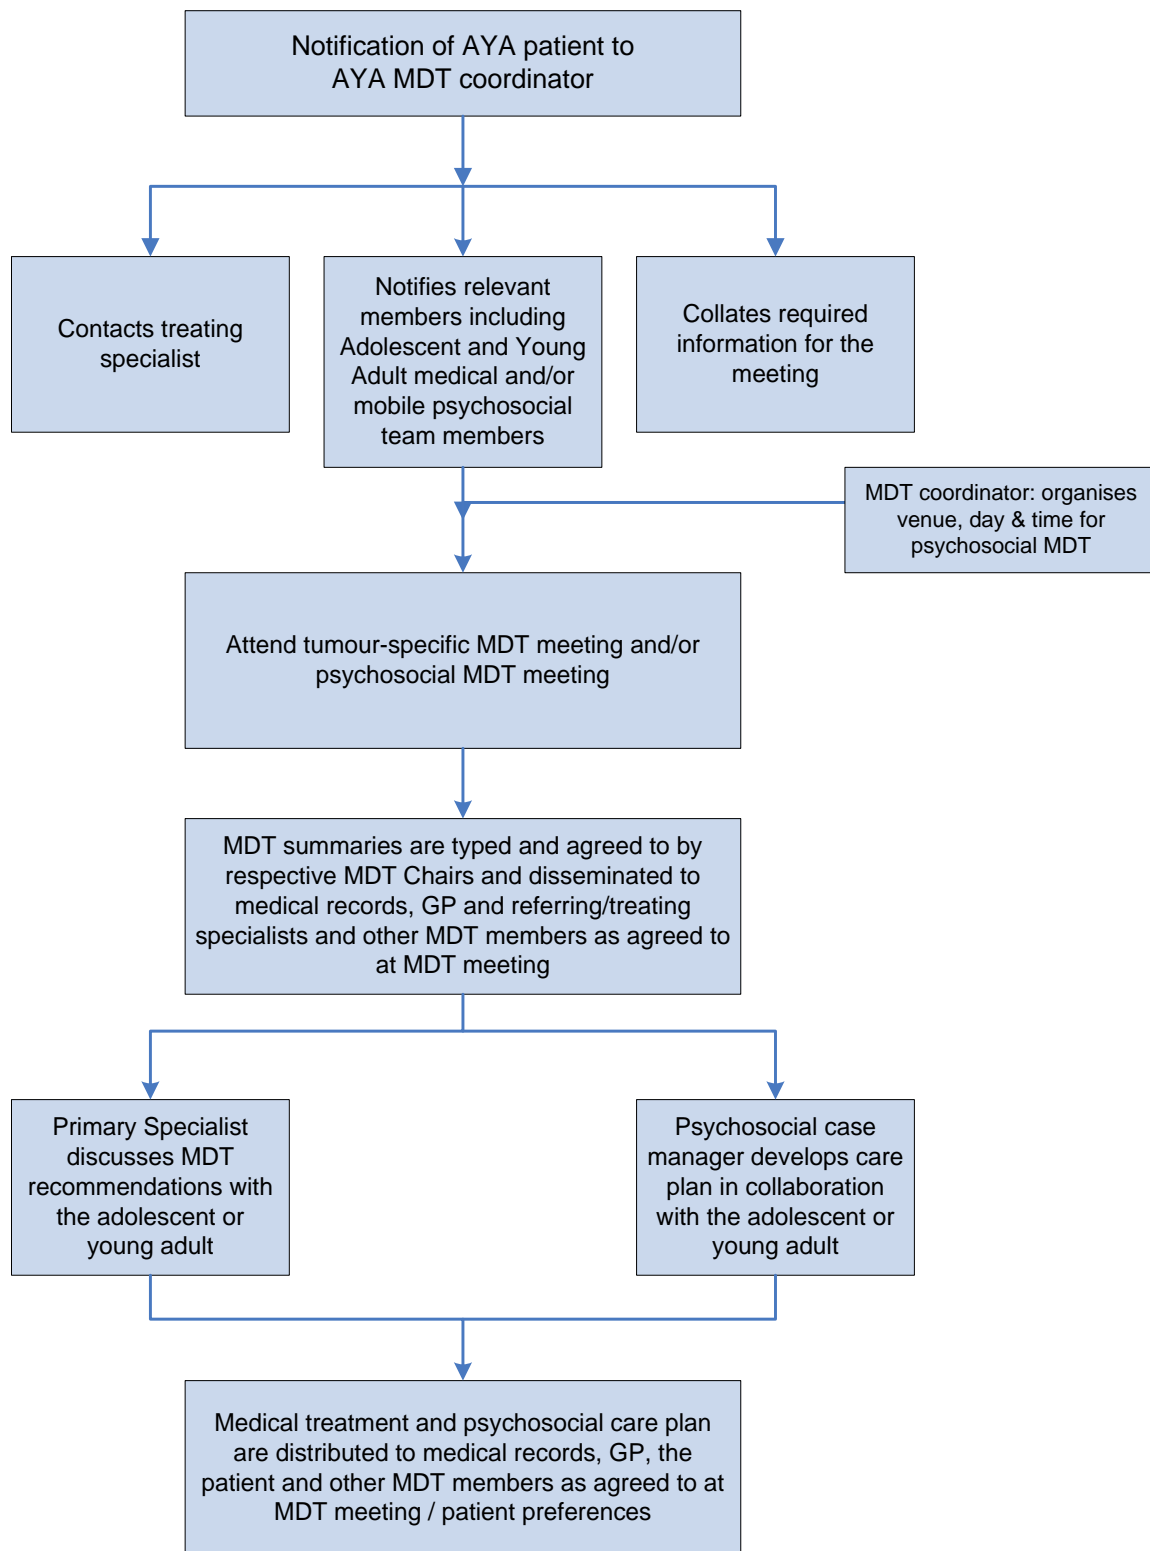 Notification of AYA patient to
AYA MDT coordinator
Contacts treating
specialist
Notifies relevant
members including
Adolescent and Young
Adult medical and/or
mobile psychosocial
team members
Collates required
information for the
meeting
MDT coordinator: organises
venue, day & time for
psychosocial MDT
Attend tumour-specific MDT meeting and/or
psychosocial MDT meeting
MDT summaries are typed and agreed to by
respective MDT Chairs and disseminated to
medical records, GP and referring/treating
specialists and other MDT members as agreed to
at MDT meeting
Primary Specialist
discusses MDT
recommendations with
the adolescent or
young adult
Psychosocial case
manager develops care
plan in collaboration
with the adolescent or
young adult
Medical treatment and psychosocial care plan
are distributed to medical records, GP, the
patient and other MDT members as agreed to at
MDT meeting / patient preferences